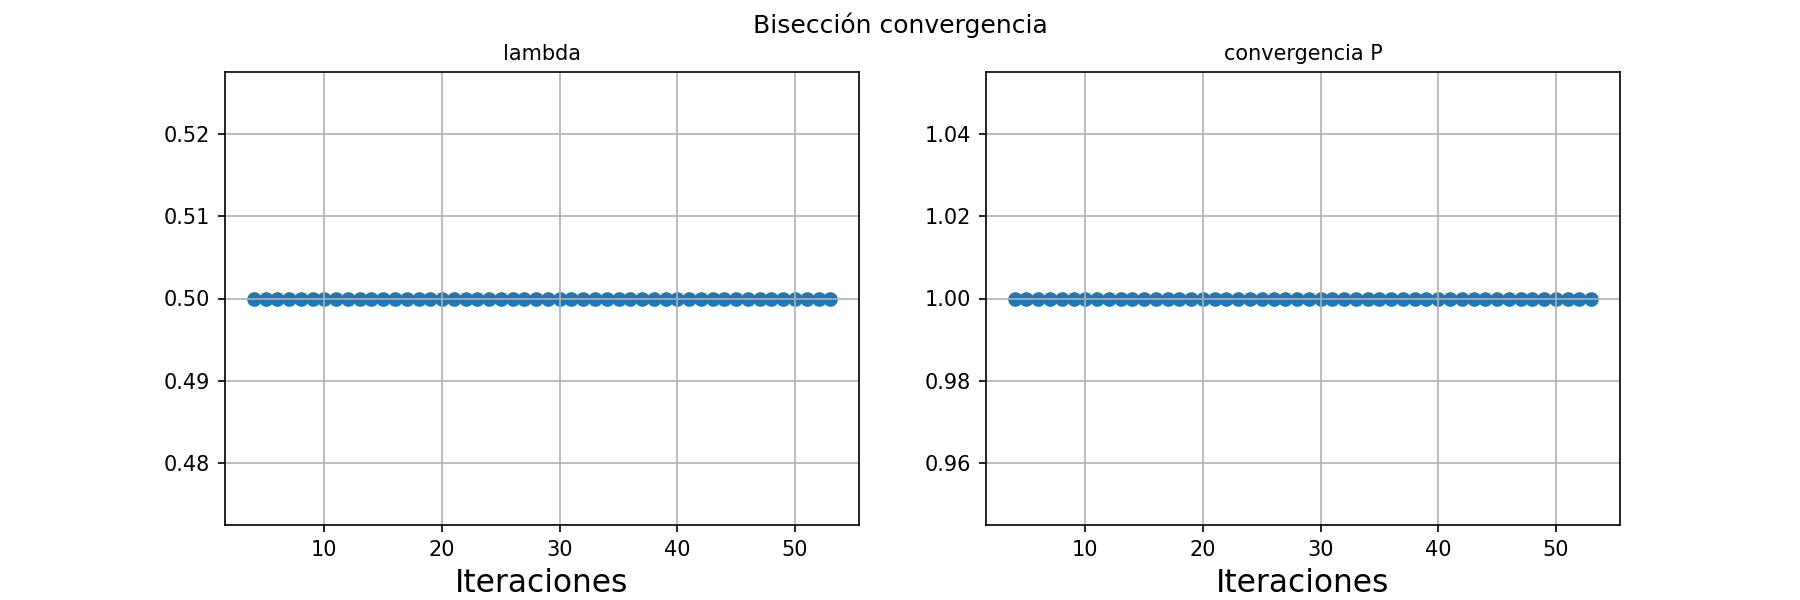 Bisección convergencia
lambda
0.52
0.51
0.50
0.49
0.48
10 20 30 40 50
Iteraciones
convergencia P
1.04
1.02
1.00
0.98
0.96
10 20 30 40 50
Iteraciones